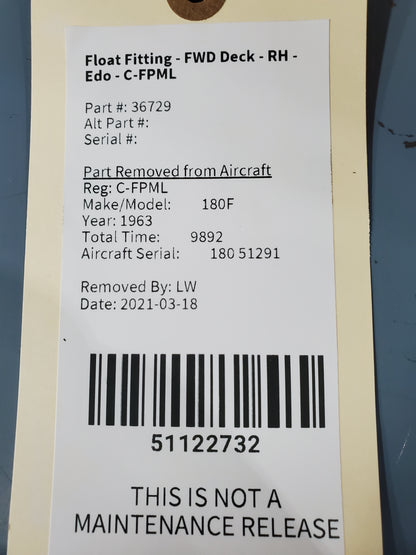 Float Fitting - FWD Deck - RH -
Edo - C-FPML
Part #: 36729
Alt Part #:
Serial #:
Part Removed from Aircraft
Reg: C-FPML
Make/Model: 180F
Year: 1963
Total Time: 9892
Aircraft Serial: 180 51291
Removed By: LW
Date: 2021-03-18
51122732
THIS IS NOT A
MAINTENANCE RELEASE